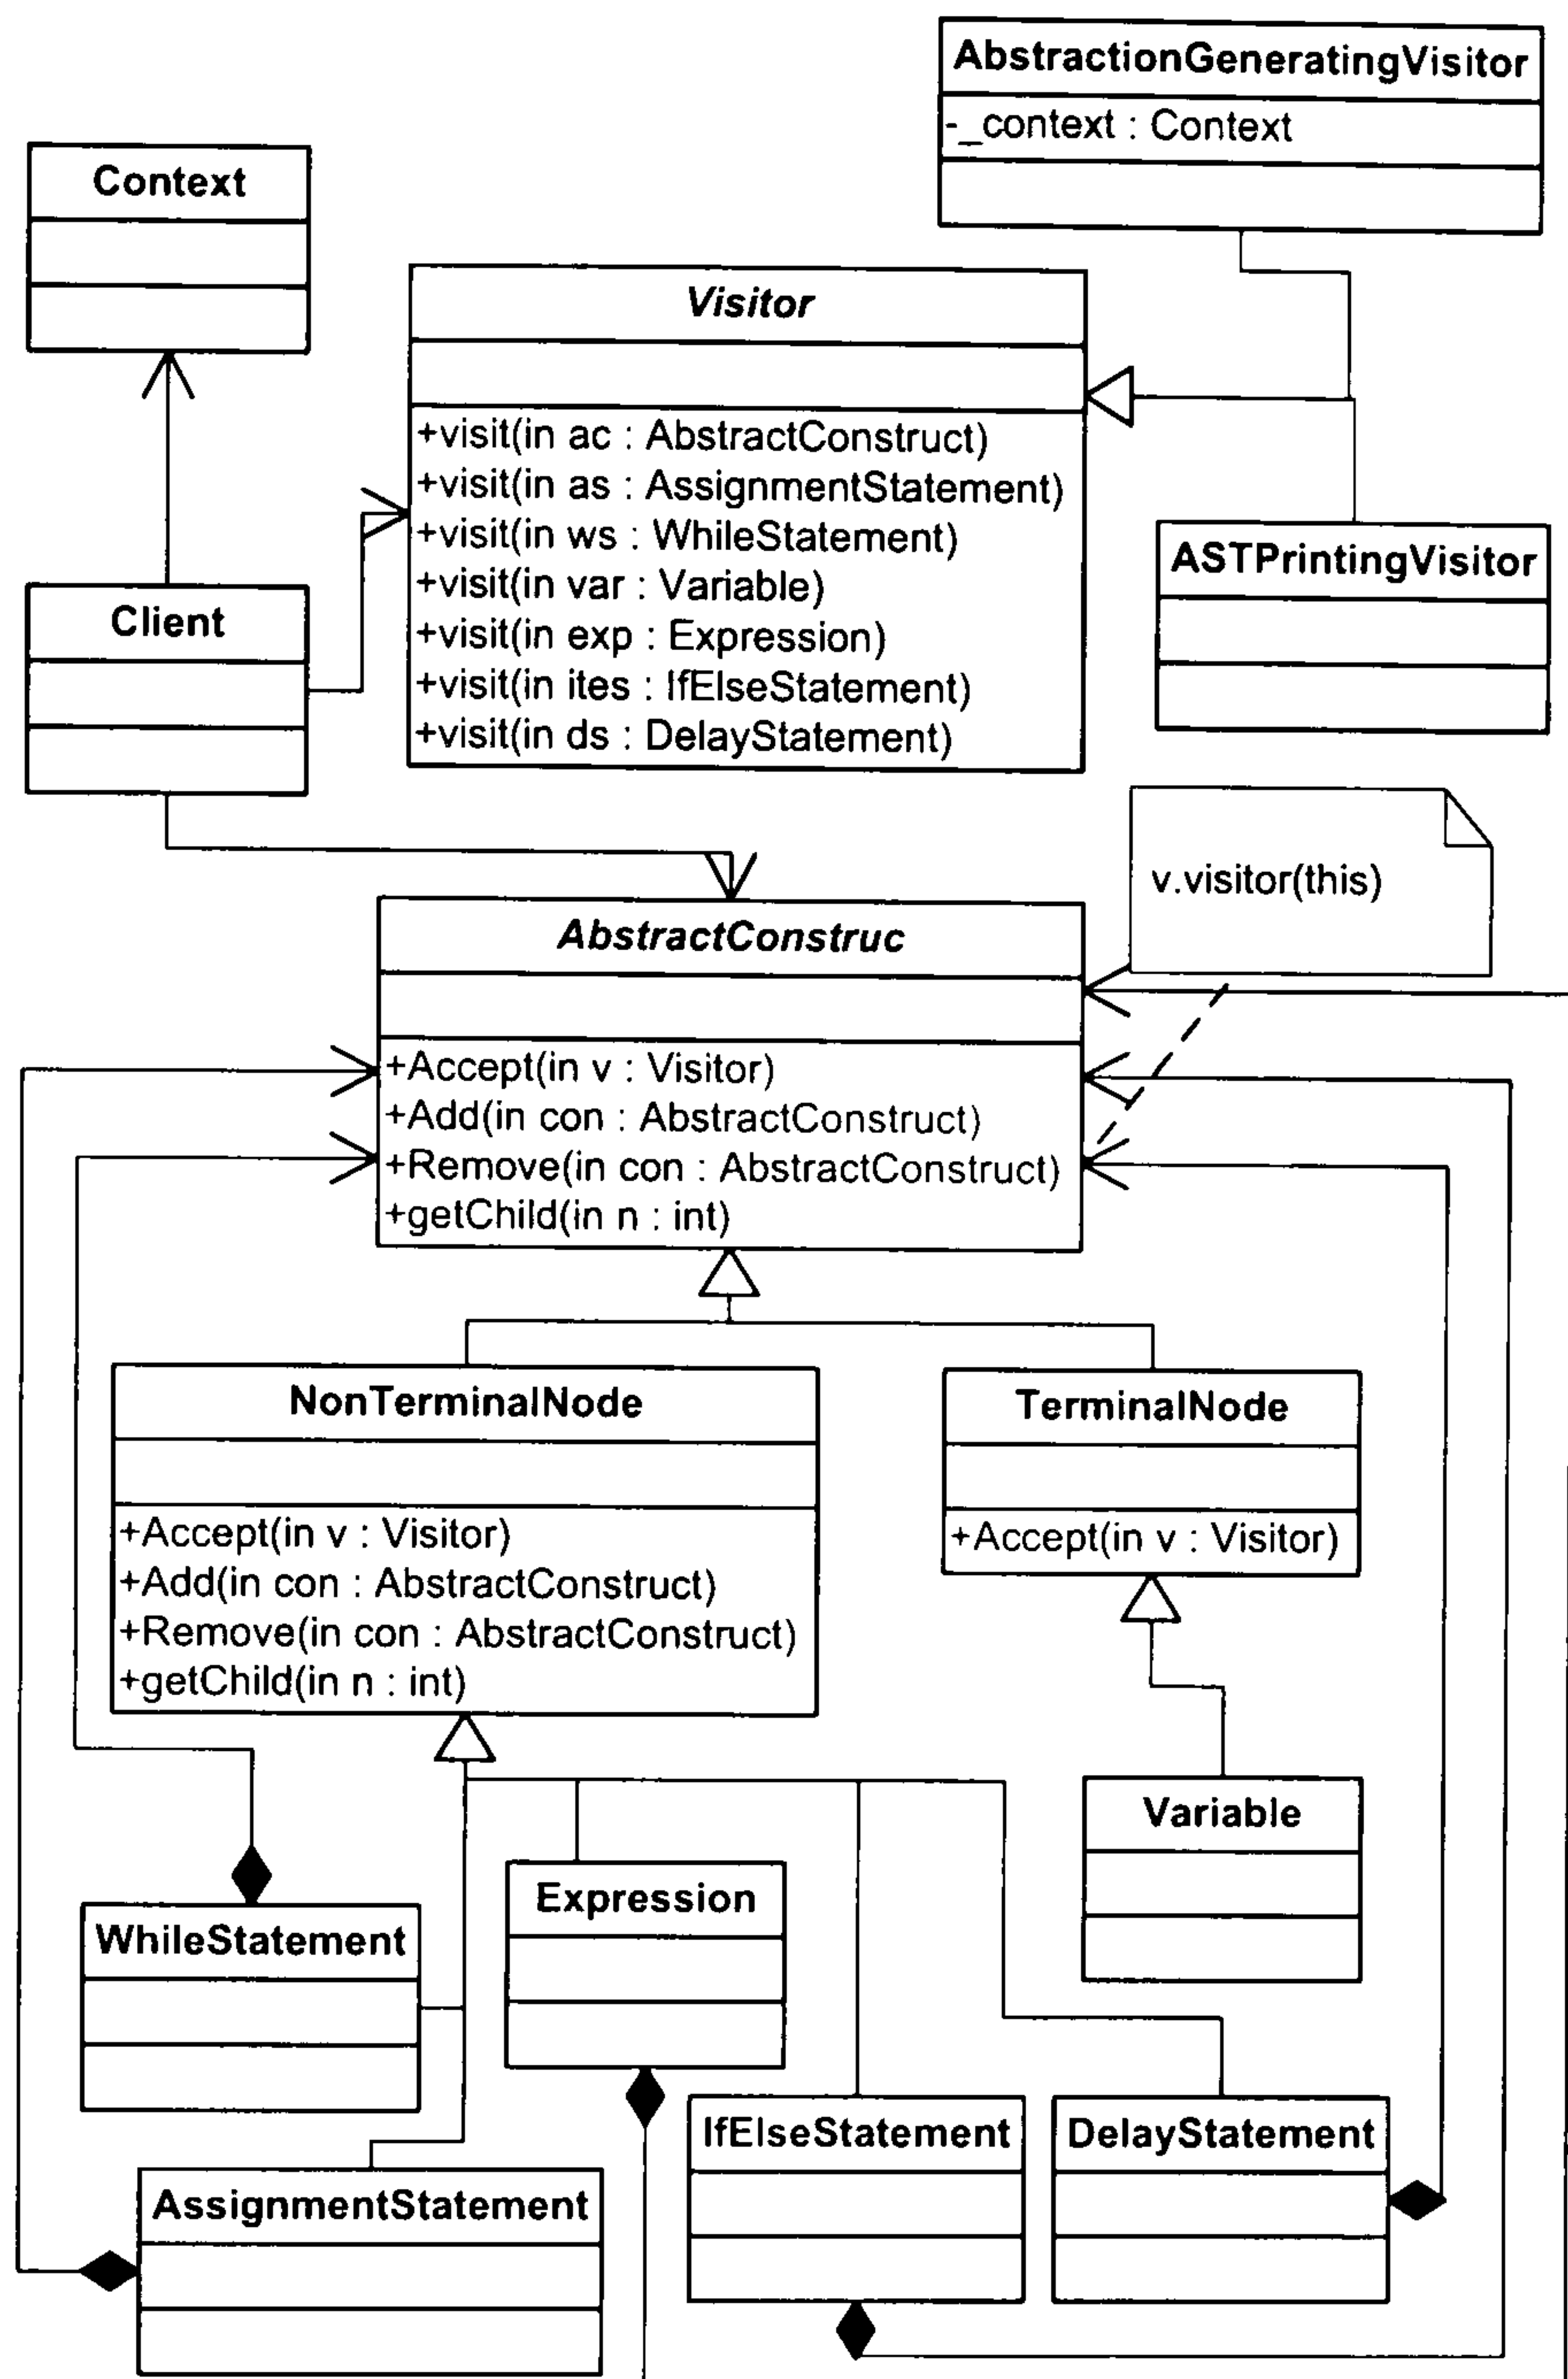 AbstractionGeneratingVisitor
-_context : Context
Context
Visitor
+visit(in ac : AbstractConstruct)
+visit(in as : AssignmentStatement)
+visit(in ws : WhileStatement)
+visit(in var : Variable)
+visit(in exp : Expression)
+visit(in ites : IfElseStatement)
+visit(in ds : DelayStatement)
ASTPrintingVisitor
Client
v.visitor(this)
AbstractConstruc
+Accept(in v : Visitor)
+Add(in con : AbstractConstruct)
+Remove(in con : AbstractConstruct)
+getChild(in n : int)
NonTerminalNode
+Accept(in v : Visitor)
+Add(in con : AbstractConstruct)
+Remove(in con : AbstractConstruct)
+getChild(in n : int)
TerminalNode
+Accept(in v : Visitor)
Variable
Expression
WhileStatement
IfElseStatement
DelayStatement
AssignmentStatement